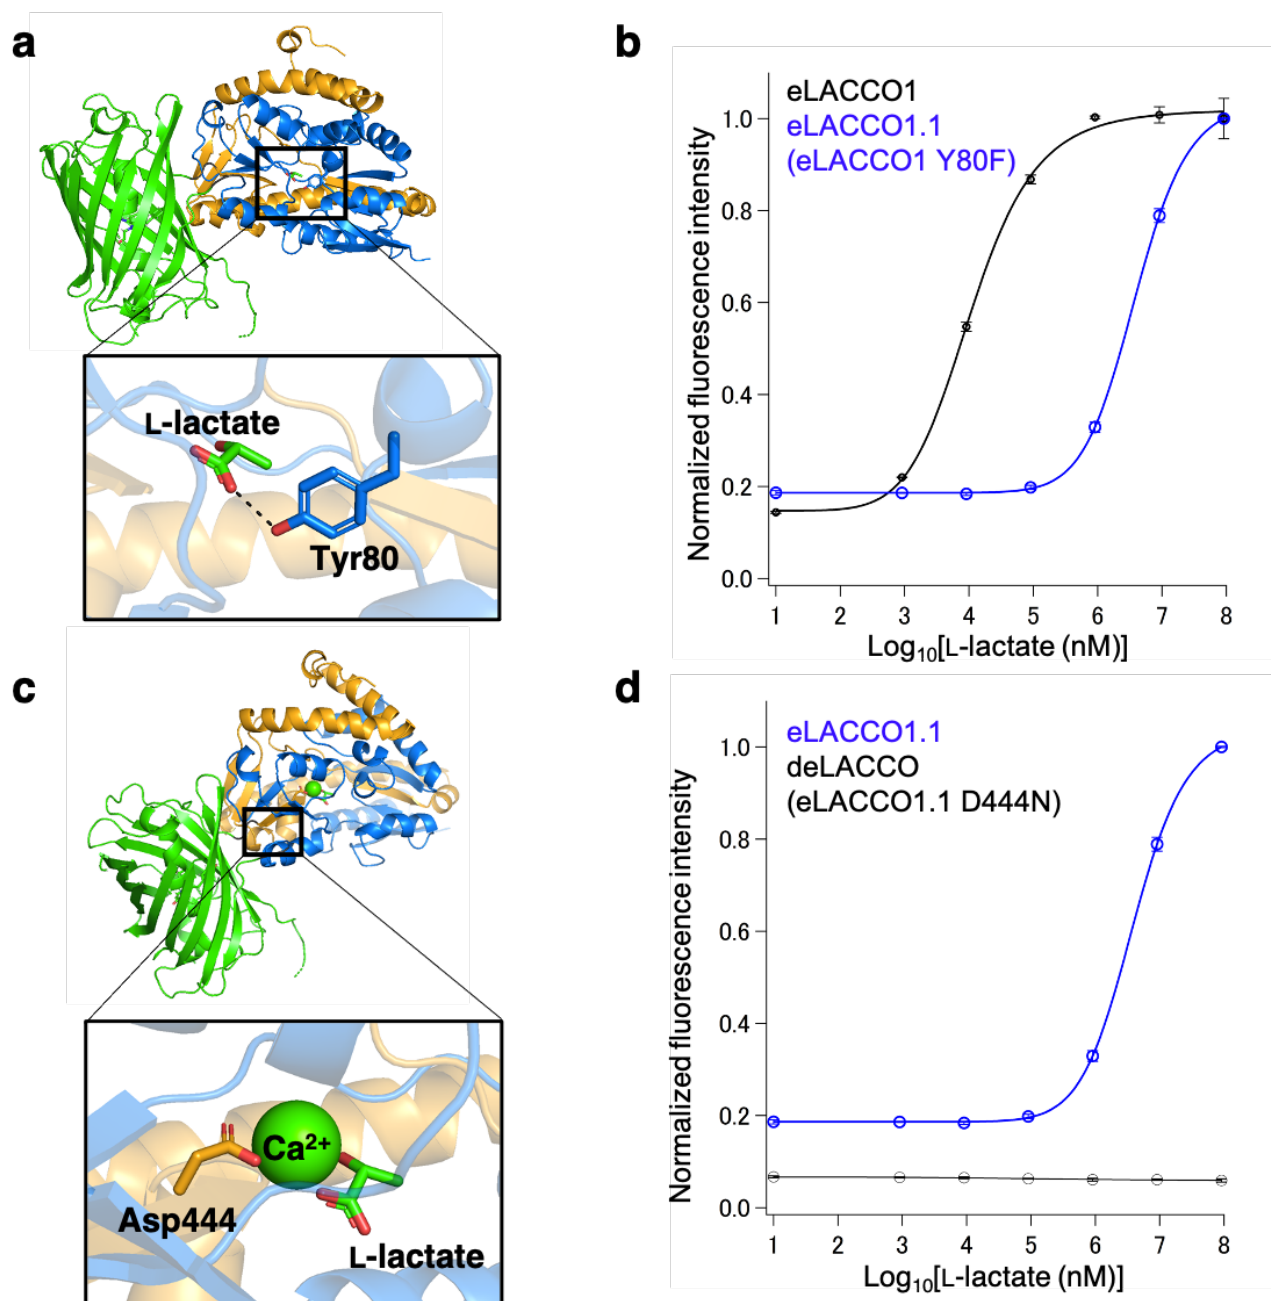 a
L-lactate
Tyr80
b
eLACCO1
eLACCO1.1
(eLACCO1 Y80F)
Normalized fluorescence intensity
1.0
0.8
0.6
0.4
0.2
0.0
1 2 3 4 5 6 7 8
Log₁₀[L-lactate (nM)]
c
Ca²⁺
Asp444
L-lactate
d
eLACCO1.1
deLACCO
(eLACCO1.1 D444N)
Normalized fluorescence intensity
1.0
0.8
0.6
0.4
0.2
0.0
1 2 3 4 5 6 7 8
Log₁₀[L-lactate (nM)]